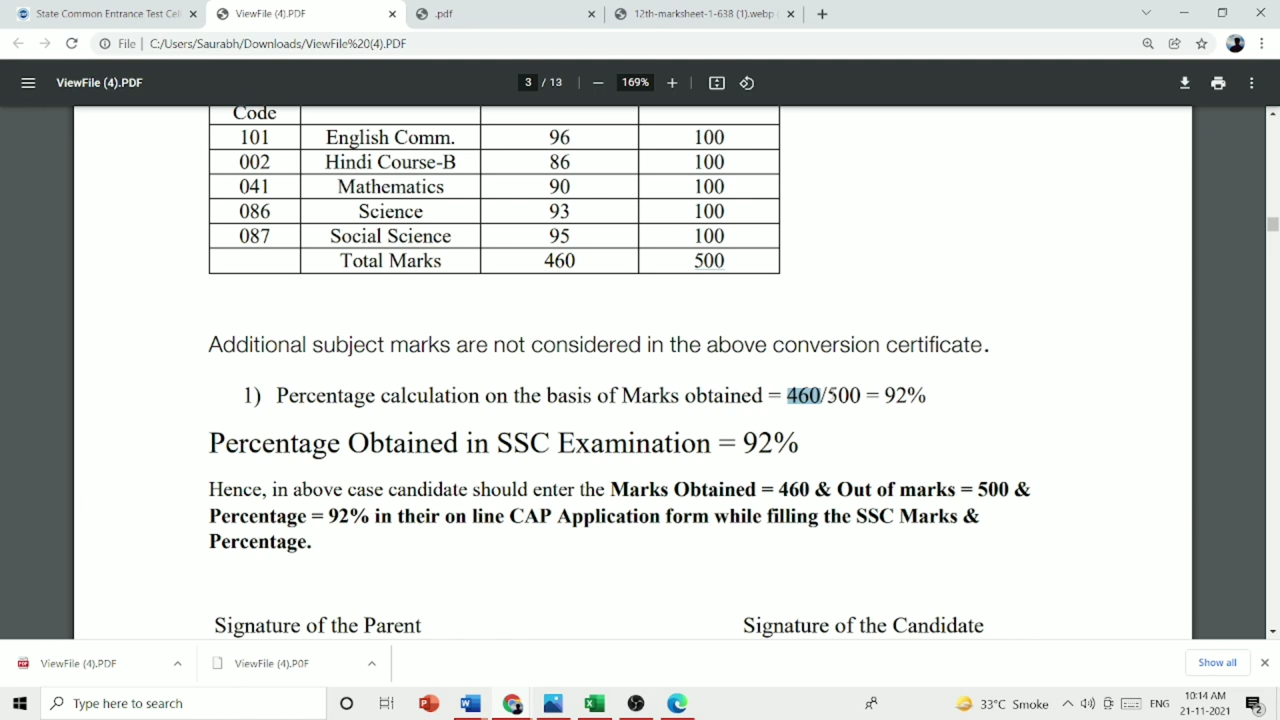 State Common Entrance Test Cel
ViewFile (4).PDF
.pdf
12th-marksheet-1-638 (1).webp
File C:/Users/Saurabh/Downloads/ViewFile%20(4).PDF
ViewFile (4).PDF 3 / 13 169%
Code
101 English Comm. 96 100
002 Hindi Course-B 86 100
041 Mathematics 90 100
086 Science 93 100
087 Social Science 95 100
Total Marks 460 500
Additional subject marks are not considered in the above conversion certificate.
1) Percentage calculation on the basis of Marks obtained = 460/500 = 92%
Percentage Obtained in SSC Examination = 92%
Hence, in above case candidate should enter the Marks Obtained = 460 & Out of marks = 500 &
Percentage = 92% in their on line CAP Application form while filling the SSC Marks &
Percentage.
Signature of the Parent Signature of the Candidate
ViewFile (4).PDF ViewFile (4).P0F Show all
Type here to search 33°C Smoke ENG 10:14 AM
21-11-2021 2